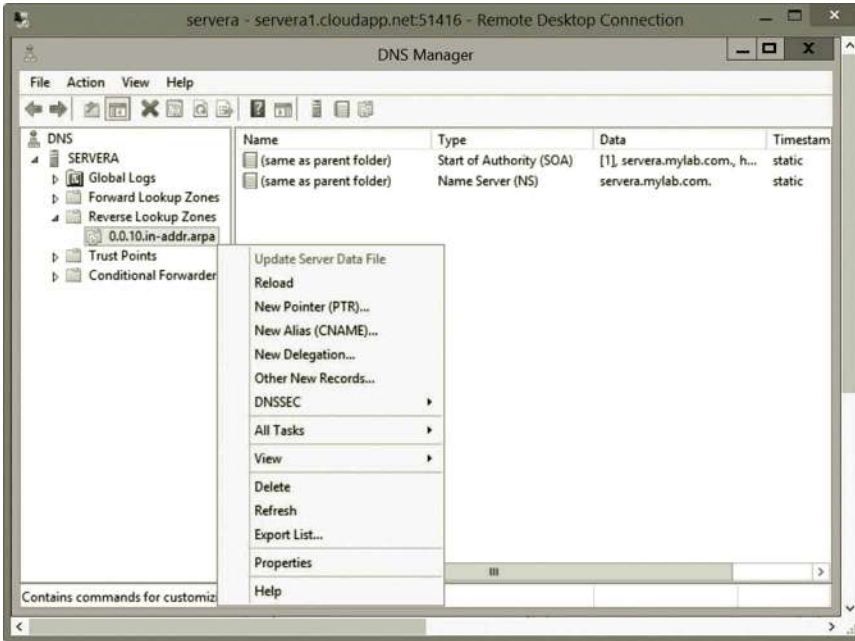 servera - servera1.cloudapp.net:51416 - Remote Desktop Connection
DNS Manager
File Action View Help
DNS
SERVERA
Global Logs
Forward Lookup Zones
Reverse Lookup Zones
0.0.10.in-addr.arpa
Trust Points
Conditional Forwarder
Name Type Data Timestam
(same as parent folder) Start of Authority (SOA) [1], servera.mylab.com., h... static
(same as parent folder) Name Server (NS) servera.mylab.com. static
Update Server Data File
Reload
New Pointer (PTR)...
New Alias (CNAME)...
New Delegation...
Other New Records...
DNSSEC
All Tasks
View
Delete
Refresh
Export List...
Properties
Help
Contains commands for customiz